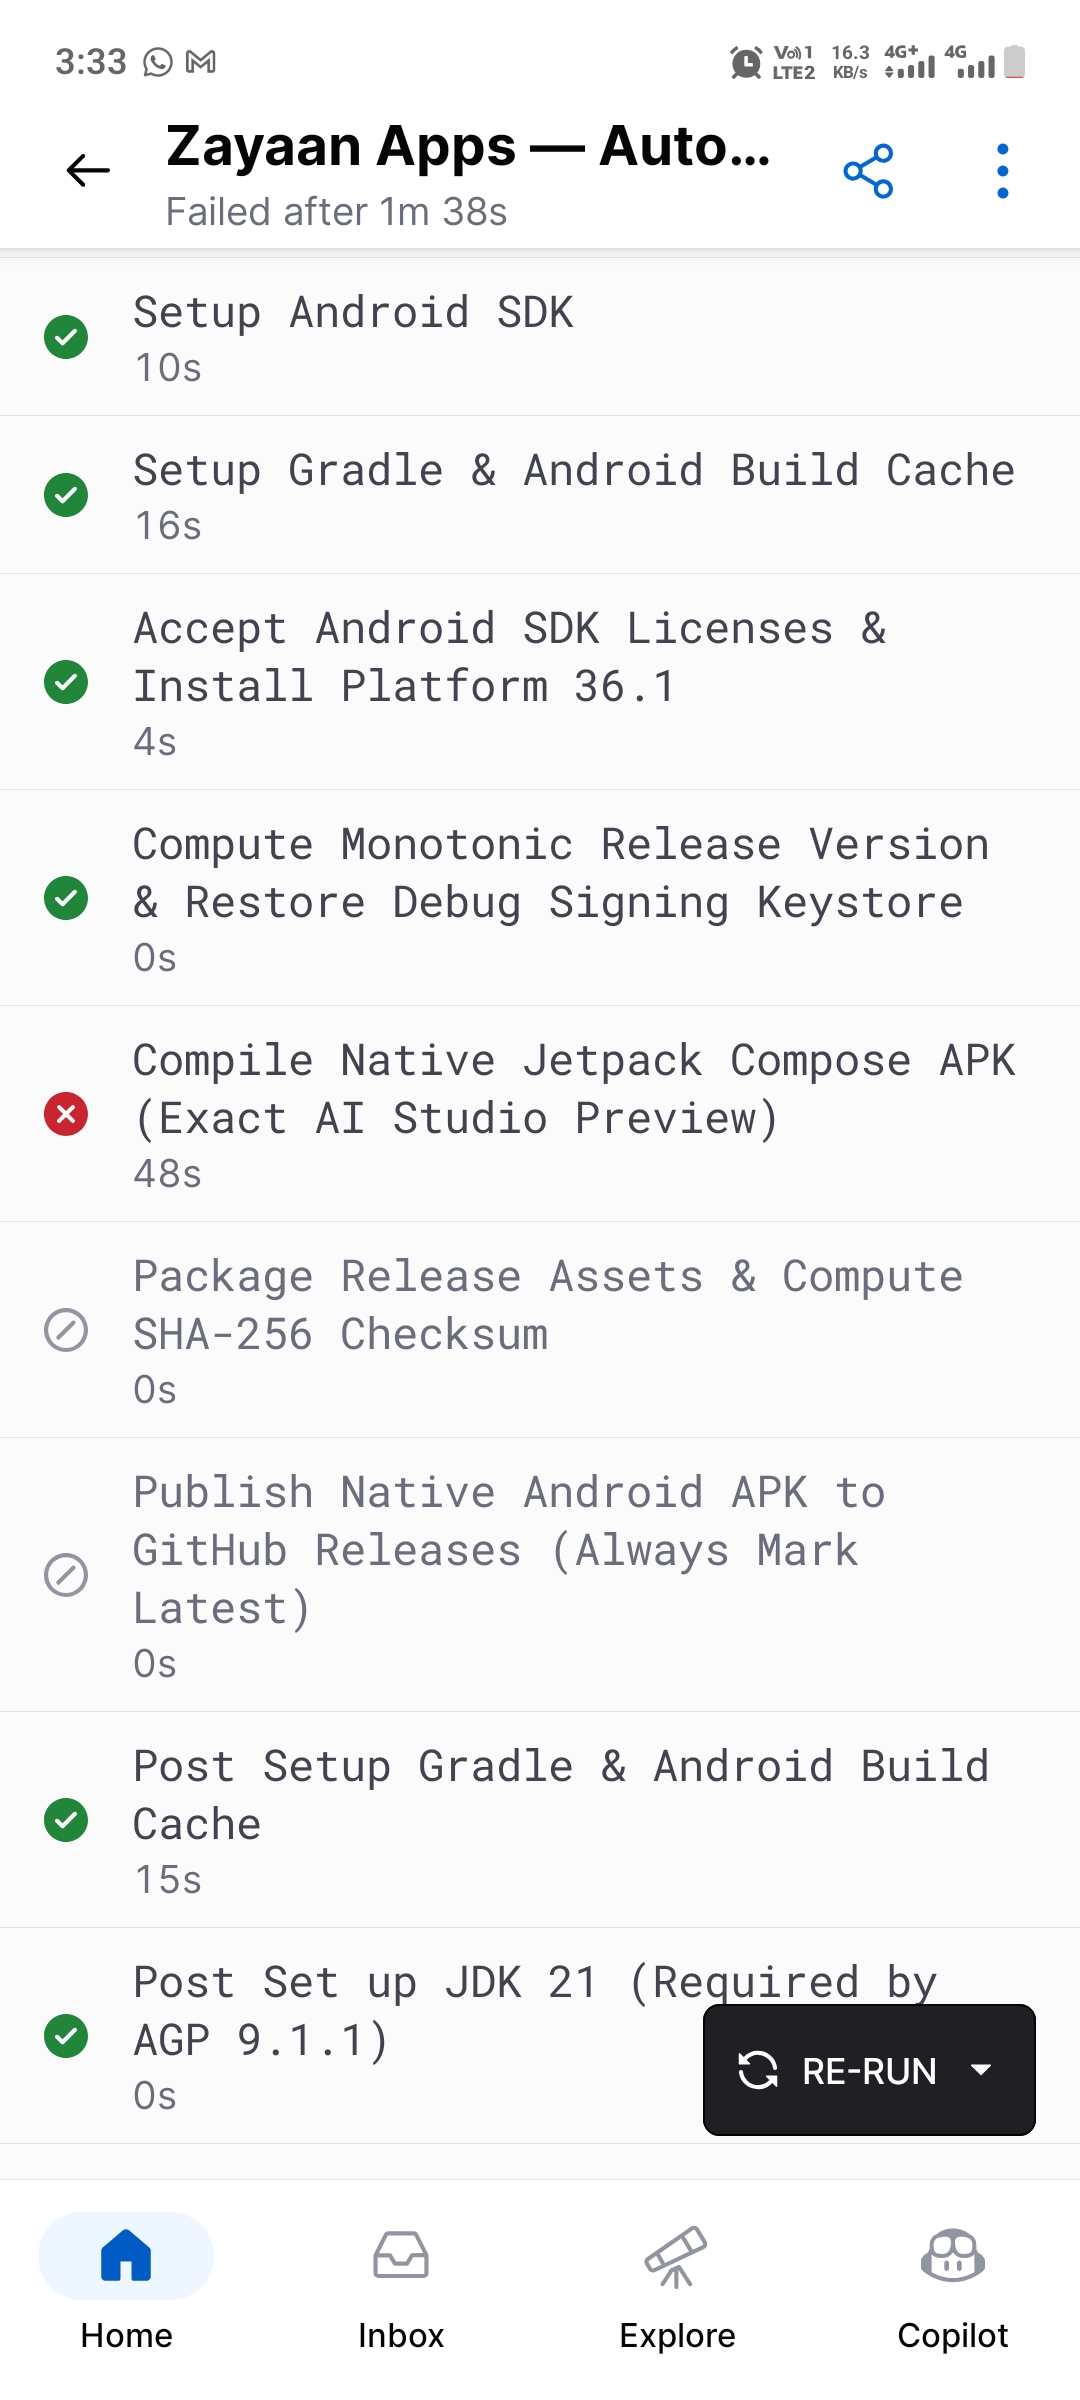 3:33
Vo)) 1
LTE2
16.3
KB/s
4G+
4G
Zayaan Apps — Auto...
Failed after 1m 38s
Setup Android SDK
10s
Setup Gradle & Android Build Cache
16s
Accept Android SDK Licenses &
Install Platform 36.1
4s
Compute Monotonic Release Version
& Restore Debug Signing Keystore
0s
Compile Native Jetpack Compose APK
(Exact AI Studio Preview)
48s
Package Release Assets & Compute
SHA-256 Checksum
0s
Publish Native Android APK to
GitHub Releases (Always Mark
Latest)
0s
Post Setup Gradle & Android Build
Cache
15s
Post Set up JDK 21 (Required by
AGP 9.1.1)
0s
RE-RUN
Home
Inbox
Explore
Copilot